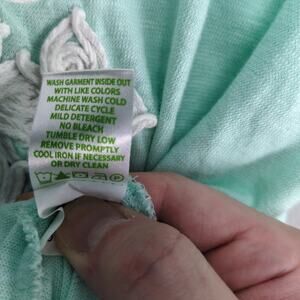 WASH GARMENT INSIDE OUT
WITH LIKE COLORS
MACHINE WASH COLD
DELICATE CYCLE
MILD DETERGENT
NO BLEACH
TUMBLE DRY LOW
REMOVE PROMPTLY
COOL IRON IF NECESSARY
OR DRY CLEAN